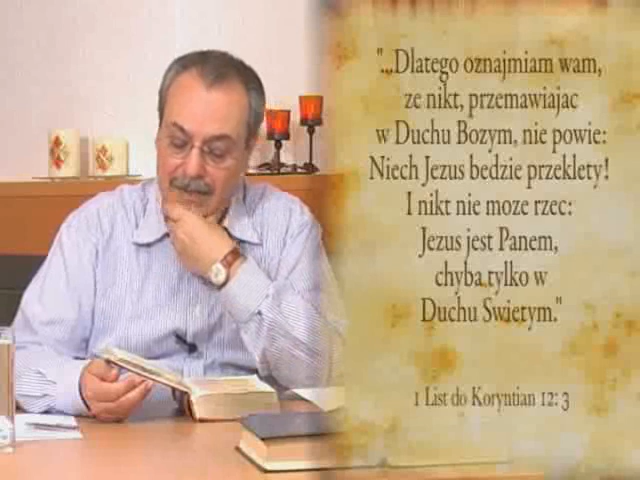 "...Dlatego oznajmiam wam,
ze nikt, przemawiajac
w Duchu Bozym, nie powie:
Niech Jezus bedzie przeklety!
I nikt nie moze rzec:
Jezus jest Panem,
chyba tylko w
Duchu Swietym."
1 List do Koryntian 12: 3